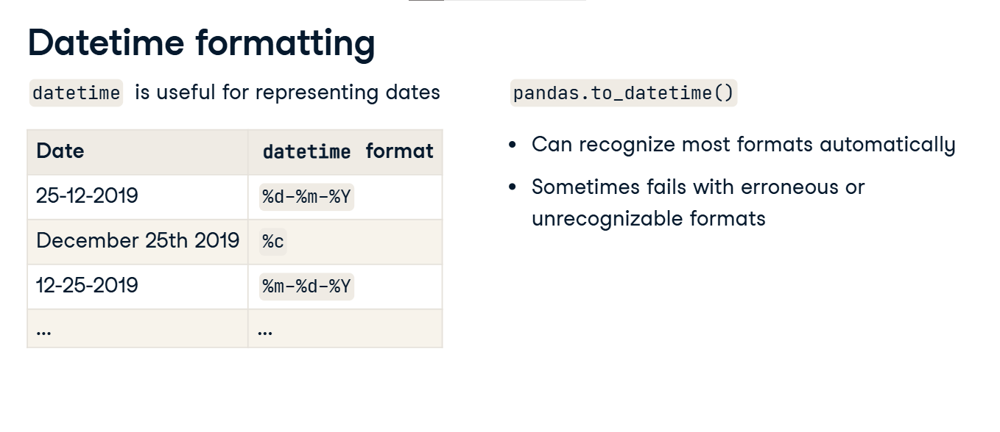 Datetime formatting
datetime is useful for representing dates
Date datetime format
25-12-2019 %d-%m-%Y
December 25th 2019 %c
12-25-2019 %m-%d-%Y
... ...
pandas.to_datetime()
• Can recognize most formats automatically
• Sometimes fails with erroneous or
unrecognizable formats